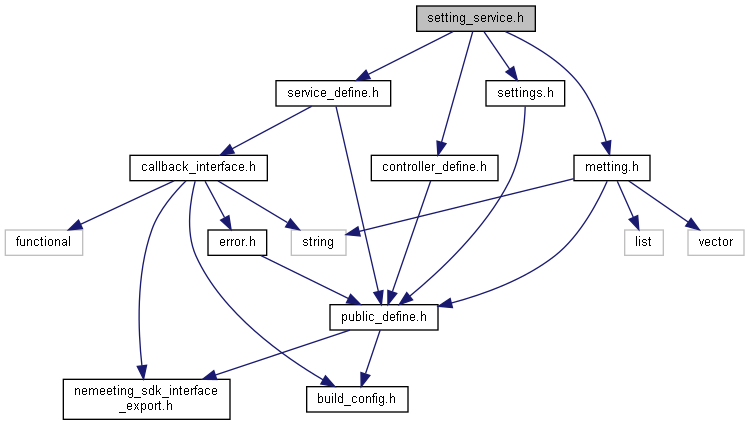 setting_service.h
service_define.h
settings.h
callback_interface.h
controller_define.h
metting.h
functional
error.h
string
list
vector
public_define.h
nemeeting_sdk_interface
_export.h
build_config.h